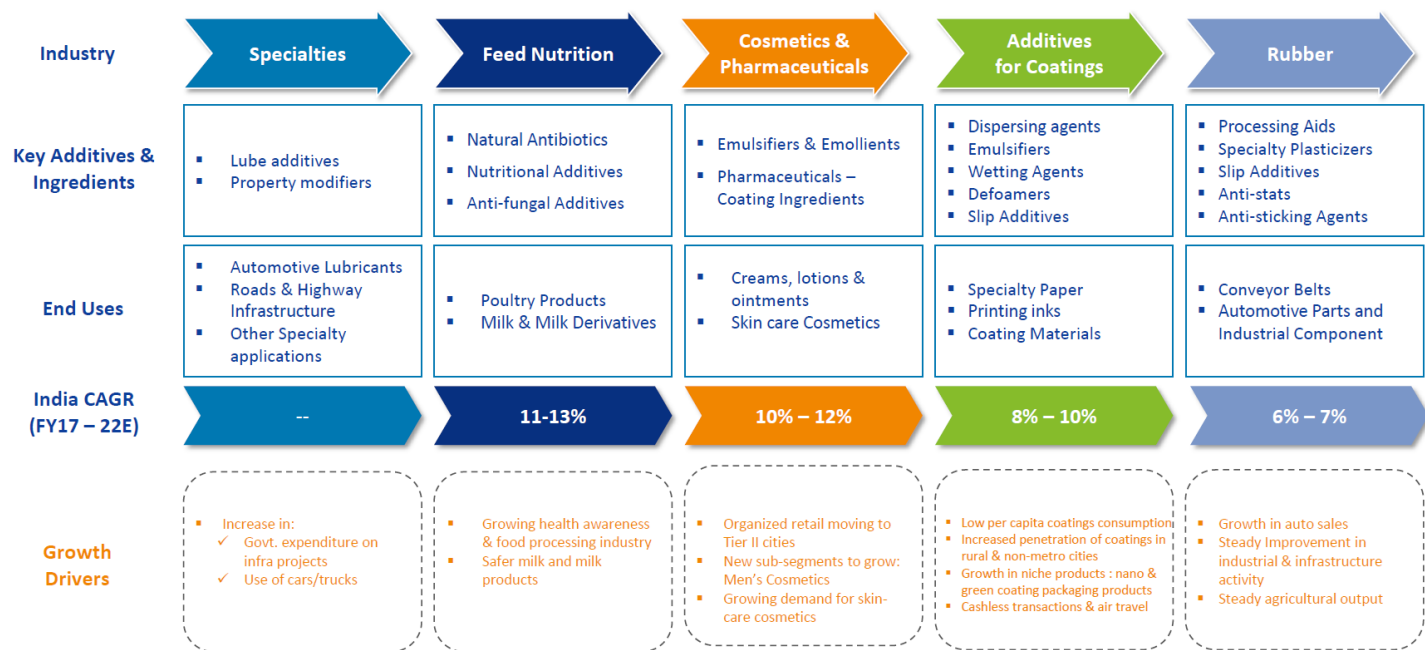 Industry
Specialties
Feed Nutrition
Cosmetics &
Pharmaceuticals
Additives
for Coatings
Rubber
Key Additives &
Ingredients
▪ Lube additives
▪ Property modifiers
▪ Natural Antibiotics
▪ Nutritional Additives
▪ Anti-fungal Additives
▪ Emulsifiers & Emollients
▪ Pharmaceuticals –
Coating Ingredients
▪ Dispersing agents
▪ Emulsifiers
▪ Wetting Agents
▪ Defoamers
▪ Slip Additives
▪ Processing Aids
▪ Specialty Plasticizers
▪ Slip Additives
▪ Anti-stats
▪ Anti-sticking Agents
End Uses
▪ Automotive Lubricants
▪ Roads & Highway
Infrastructure
▪ Other Specialty
applications
▪ Poultry Products
▪ Milk & Milk Derivatives
▪ Creams, lotions &
ointments
▪ Skin care Cosmetics
▪ Specialty Paper
▪ Printing inks
▪ Coating Materials
▪ Conveyor Belts
▪ Automotive Parts and
Industrial Component
India CAGR
(FY17 – 22E)
--
11-13%
10% – 12%
8% – 10%
6% – 7%
Growth
Drivers
▪ Increase in:
✓ Govt. expenditure on
infra projects
✓ Use of cars/trucks
▪ Growing health awareness
& food processing industry
▪ Safer milk and milk
products
▪ Organized retail moving to
Tier II cities
▪ New sub-segments to grow:
Men's Cosmetics
▪ Growing demand for skin-
care cosmetics
▪ Low per capita coatings consumption
▪ Increased penetration of coatings in
rural & non-metro cities
▪ Growth in niche products : nano &
green coating packaging products
▪ Cashless transactions & air travel
▪ Growth in auto sales
▪ Steady Improvement in
industrial & infrastructure
activity
▪ Steady agricultural output